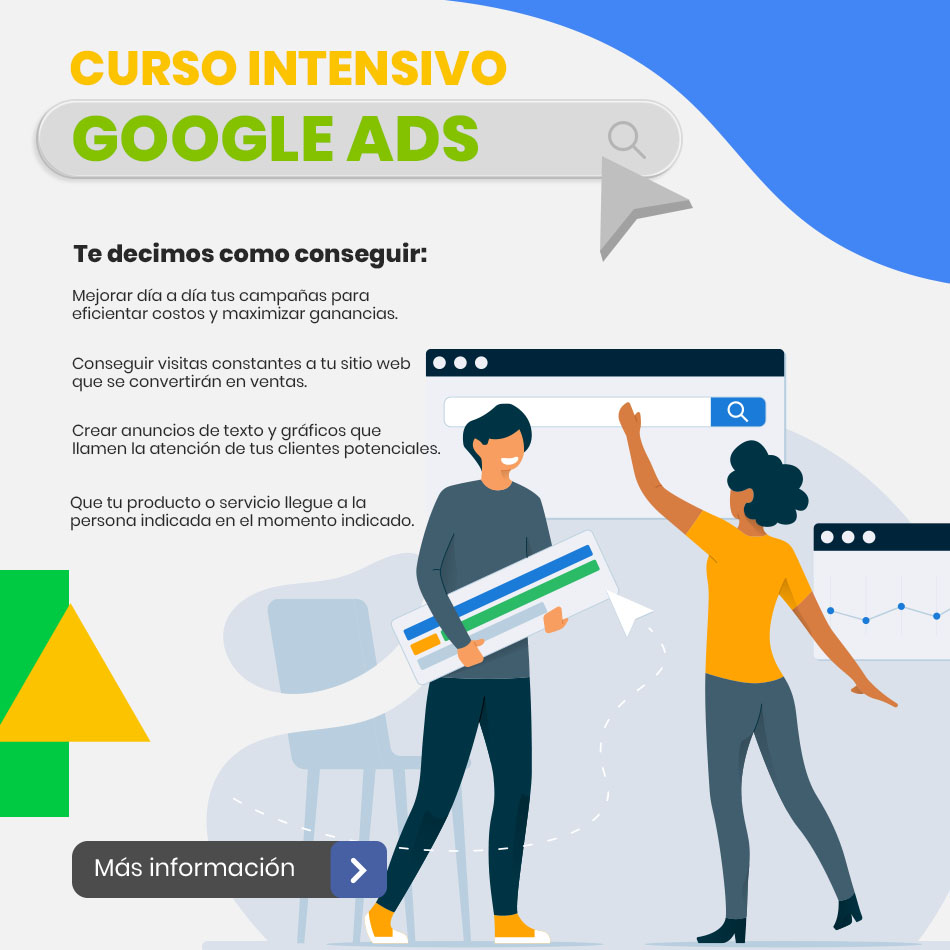 CURSO INTENSIVO
GOOGLE ADS
Te decimos como conseguir:
Mejorar día a día tus campañas para
eficientar costos y maximizar ganancias.
Conseguir visitas constantes a tu sitio web
que se convertirán en ventas.
Crear anuncios de texto y gráficos que
llamen la atención de tus clientes potenciales.
Que tu producto o servicio llegue a la
persona indicada en el momento indicado.
Más información